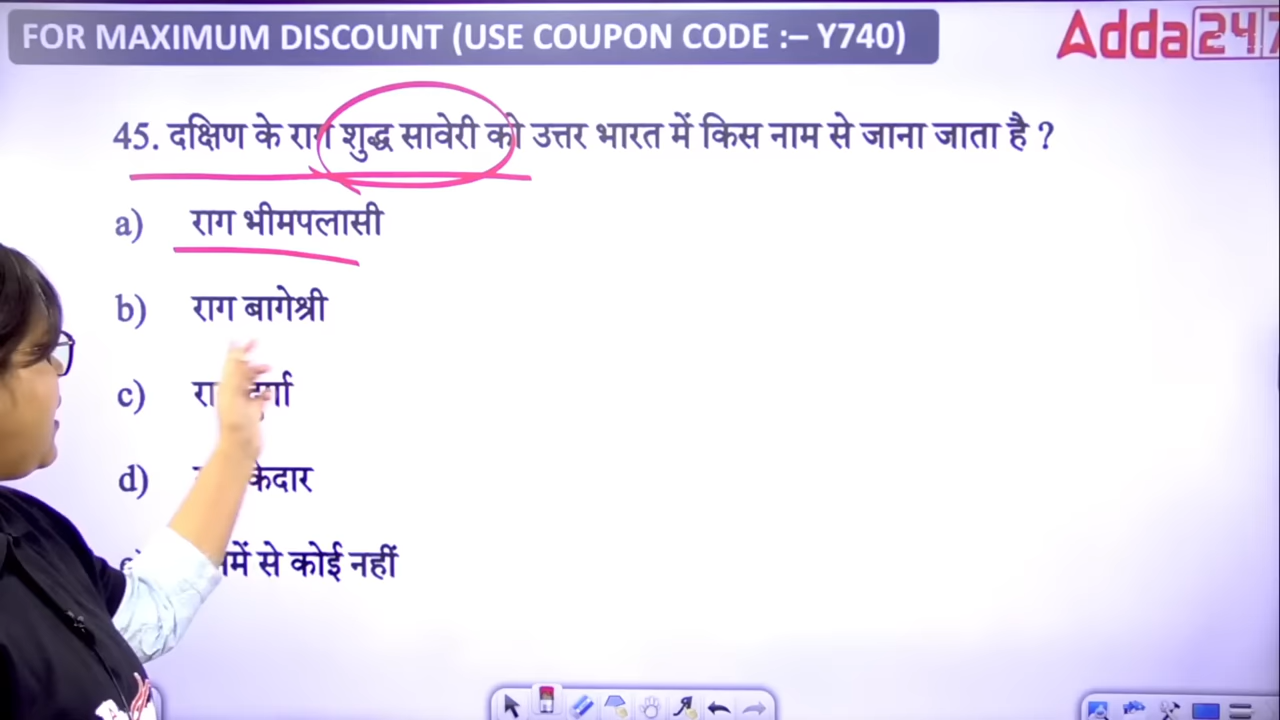 FOR MAXIMUM DISCOUNT (USE COUPON CODE :– Y740)
Adda247
45. दक्षिण के राग शुद्ध सावेरी को उत्तर भारत में किस नाम से जाना जाता है ?
a) राग भीमपलासी
b) राग बागेश्री
c)
d) केदार
में से कोई नहीं